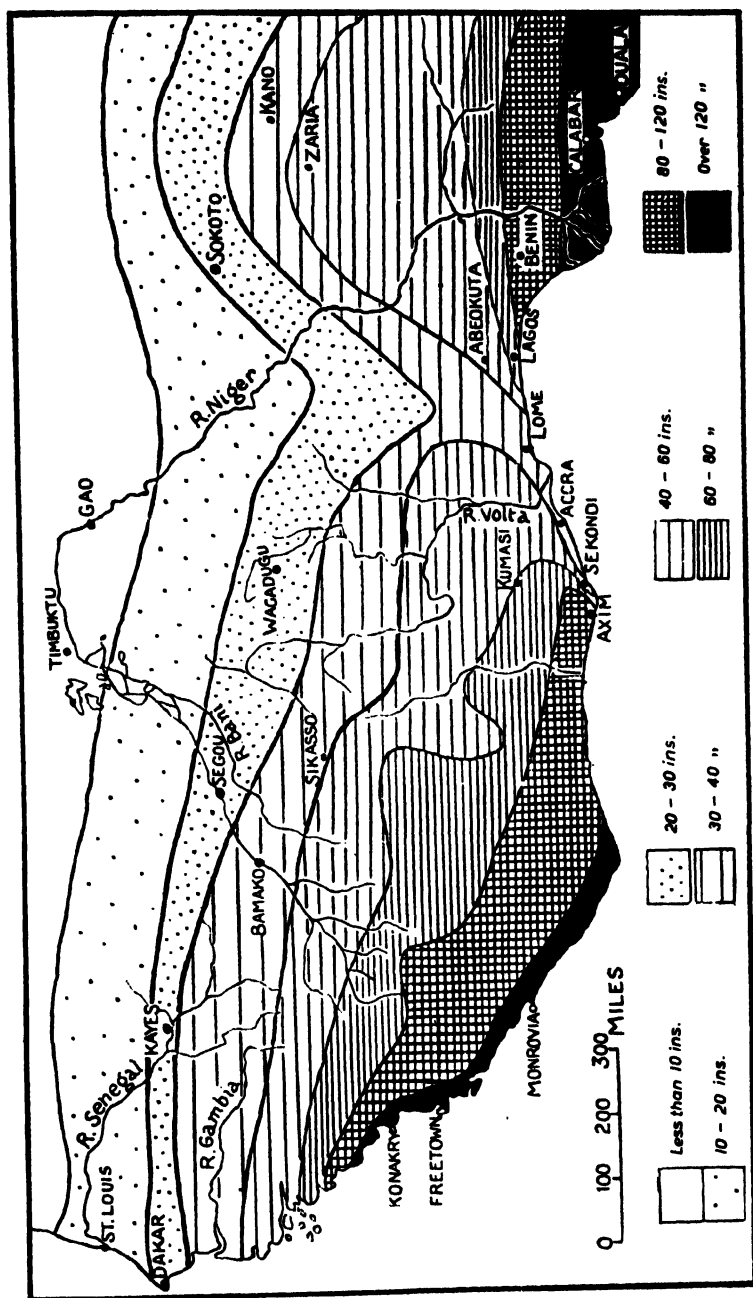 ST. LOUIS
DAKAR
R. Senegal
KAYES
R. Gambia
TIMBUKTU
GAO
R. Niger
SEGOU
R. Bani
BAMAKO
SIKASSO
WAGADUGU
SOKOTO
KANO
ZARIA
KONAKRY
FREETOWN
MONROVIA
KUMASI
R. Volta
AXIM
SEKONDI
ACCRA
LOME
ABEOKUTA
LAGOS
BENIN
CALABAR
DUALA
0 100 200 300
MILES
Less than 10 ins.
10 - 20 ins.
20 - 30 ins.
30 - 40 "
40 - 60 ins.
60 - 80 "
80 - 120 ins.
Over 120 "